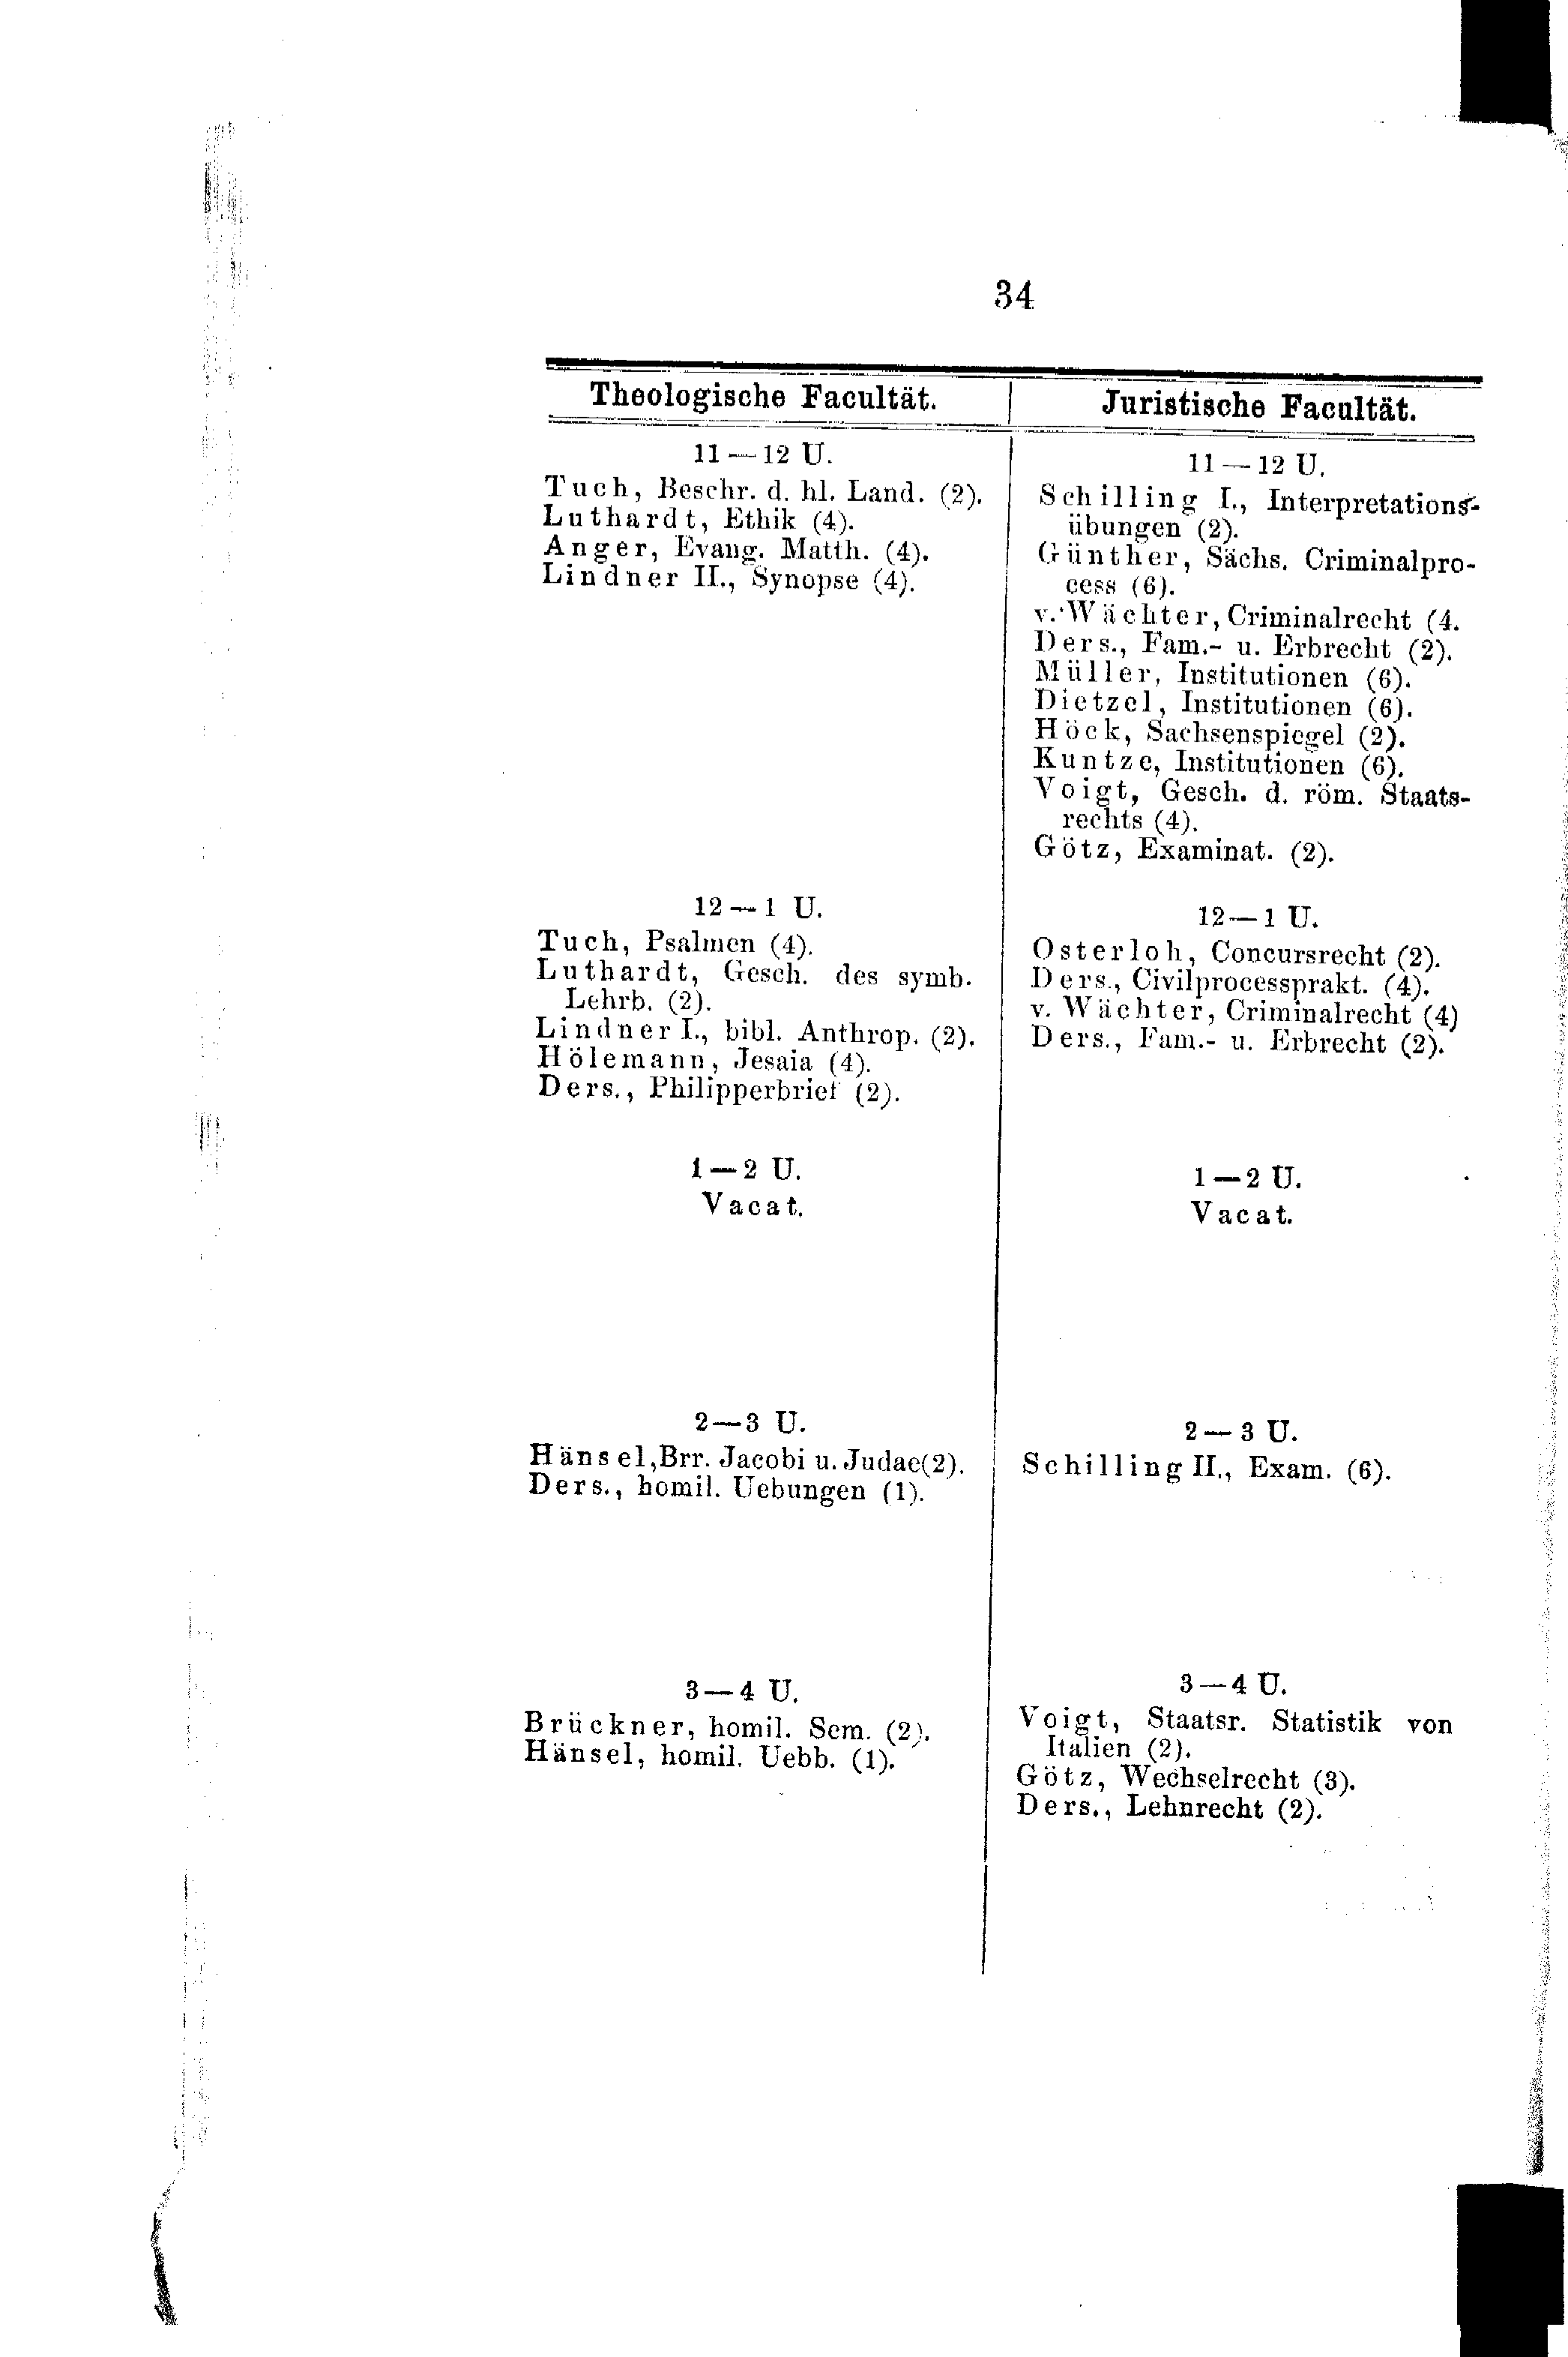 34
Theologische Facultät.
11—12 U.
Tuch, Beschr. d. hl. Land. (2).
Luthardt, Ethik (4).
Anger, Evang. Matth. (4).
Lindner II., Synopse (4).
12—1 U.
Tuch, Psalmen (4).
Luthardt, Gesch. des symb.
Lehrb. (2).
Lindner I., bibl. Anthrop. (2).
Hölemann, Jesaia (4).
Ders., Philipperbrief (2).
1—2 U.
Vacat.
2—3 U.
Hänsel, Brr. Jacobi u. Judae(2).
Ders., homil. Uebungen (1).
3—4 U.
Brückner, homil. Sem. (2).
Hänsel, homil. Uebb. (1).
Juristische Facultät.
11—12 U.
Schilling I., Interpretations-
übungen (2).
Günther, Sächs. Criminalpro-
cess (6).
v. Wächter, Criminalrecht (4.
Ders., Fam.- u. Erbrecht (2).
Müller, Institutionen (6).
Dietzel, Institutionen (6).
Höck, Sachsenspiegel (2).
Kuntze, Institutionen (6).
Voigt, Gesch. d. röm. Staats-
rechts (4).
Götz, Examinat. (2).
12—1 U.
Osterloh, Concursrecht (2).
Ders., Civilprocessprakt. (4).
v. Wächter, Criminalrecht (4)
Ders., Fam.- u. Erbrecht (2).
1—2 U.
Vacat.
2—3 U.
Schilling II., Exam. (6).
3—4 U.
Voigt, Staatsr. Statistik von
Italien (2).
Götz, Wechselrecht (3).
Ders., Lehnrecht (2).